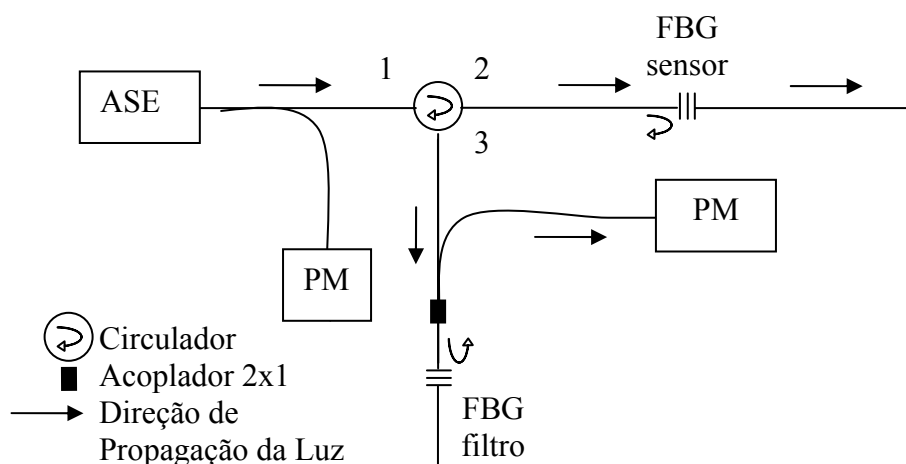 FBG
sensor
1
2
ASE
3
PM
PM
Circulador
Acoplador 2x1
Direção de
Propagação da Luz
FBG
filtro